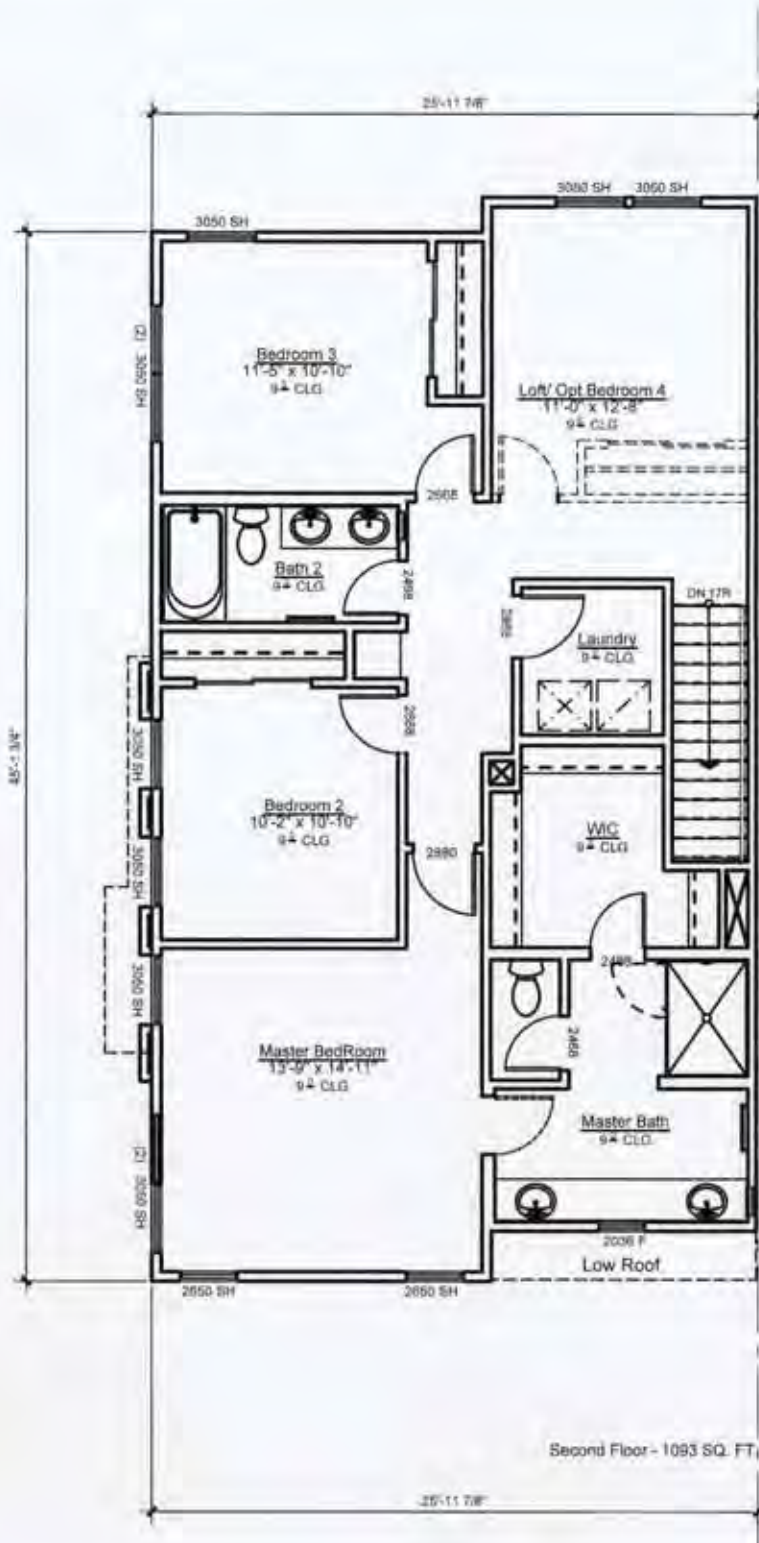 25'-11 7/8"
3050 SH
3050 SH 3050 SH
(2) 3050 SH
Bedroom 3
11'-5" x 10'-10"
9'- CLG
Loft/ Opt.Bedroom 4
11'-0" x 12'-8"
9'- CLG
2668
Bath 2
9'- CLG
2468
DN 17R
Laundry
9'- CLG
2668
3050 SH
Bedroom 2
10'-2" x 10'-10"
9'- CLG
3050 SH
WIC
9'- CLG
2880
3050 SH
2468
2468
Master BedRoom
13'-9" x 14'-11"
9'- CLG
Master Bath
9'- CLG
(2) 3050 SH
2036 F
Low Roof
2650 SH
2650 SH
Second Floor - 1093 SQ. FT.
25'-11 7/8"